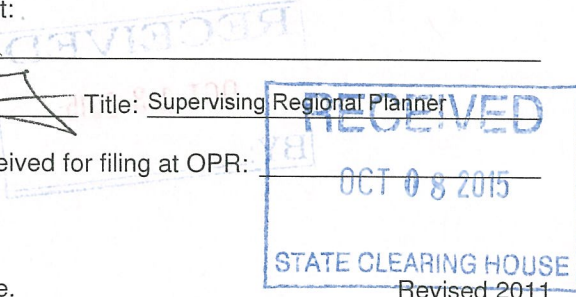 t:
Title: Supervising Regional Planner
RECEIVED
eived for filing at OPR:
OCT 08 2015
STATE CLEARING HOUSE
e.
Revised 2011